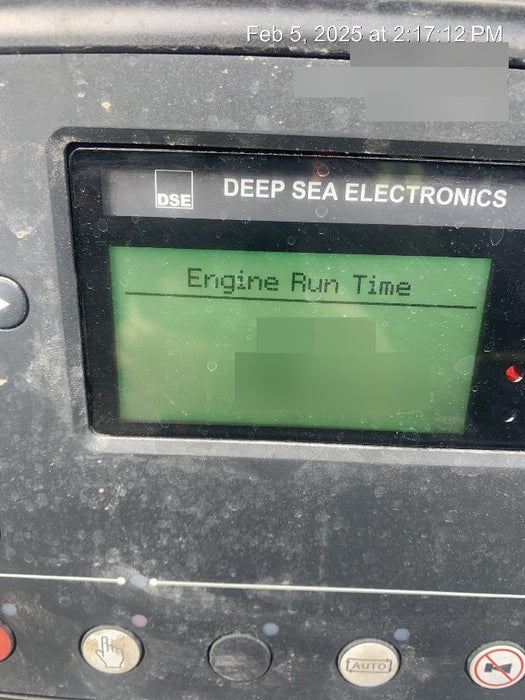 Feb 5, 2025 at 2:17:12 PM
DSE DEEP SEA ELECTRONICS
Engine Run Time
AUTO